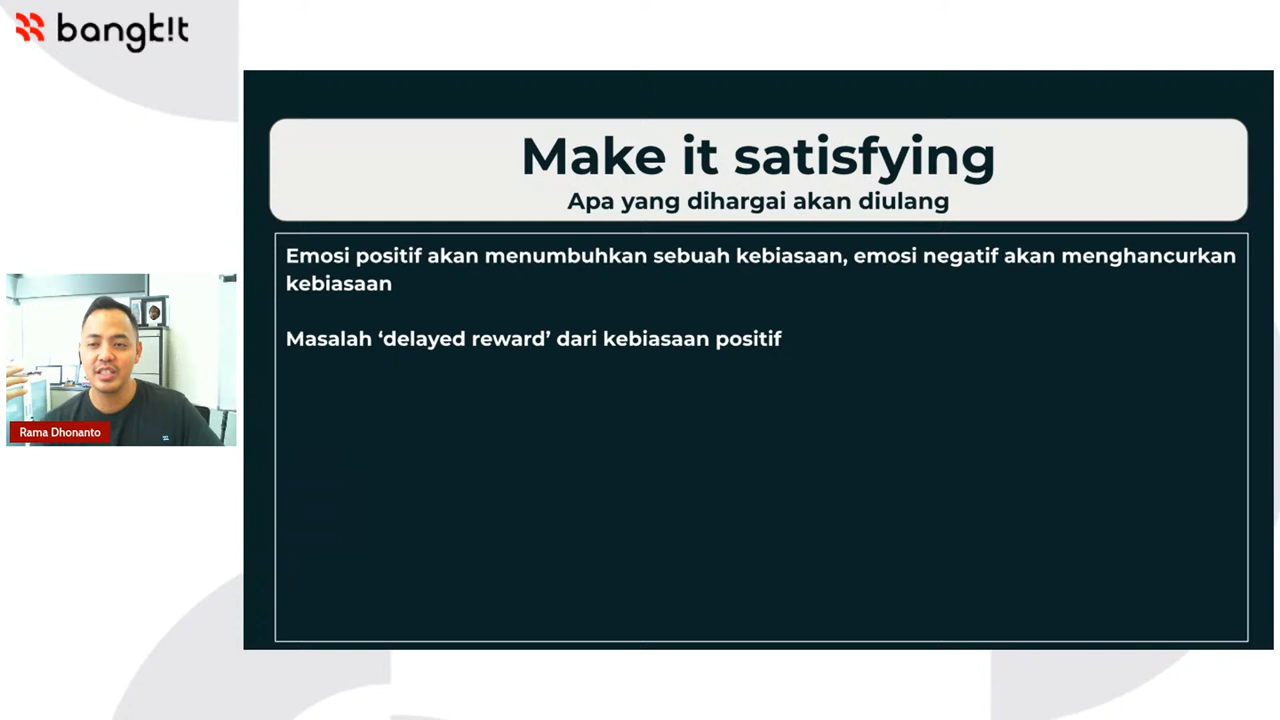 bangk!t
Make it satisfying
Apa yang dihargai akan diulang
Emosi positif akan menumbuhkan sebuah kebiasaan, emosi negatif akan menghancurkan
kebiasaan
Masalah ‘delayed reward’ dari kebiasaan positif
Rama Dhonanto